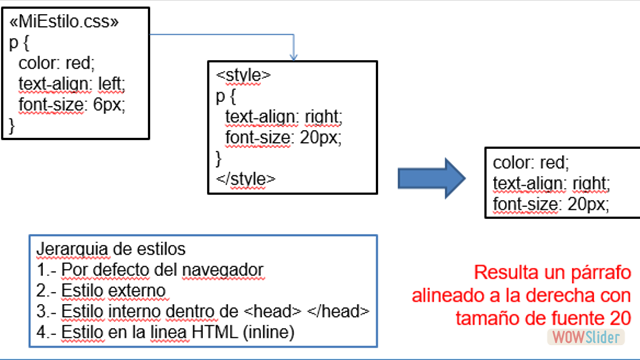 «MiEstilo.css»
p {
color: red;
text-align: left;
font-size: 6px;
}
<style>
p {
text-align: right;
font-size: 20px;
}
</style>
color: red;
text-align: right;
font-size: 20px;
Jerarquia de estilos
1.- Por defecto del navegador
2.- Estilo externo
3.- Estilo interno dentro de <head> </head>
4.- Estilo en la linea HTML (inline)
Resulta un párrafo
alineado a la derecha con
tamaño de fuente 20
WOWSlider